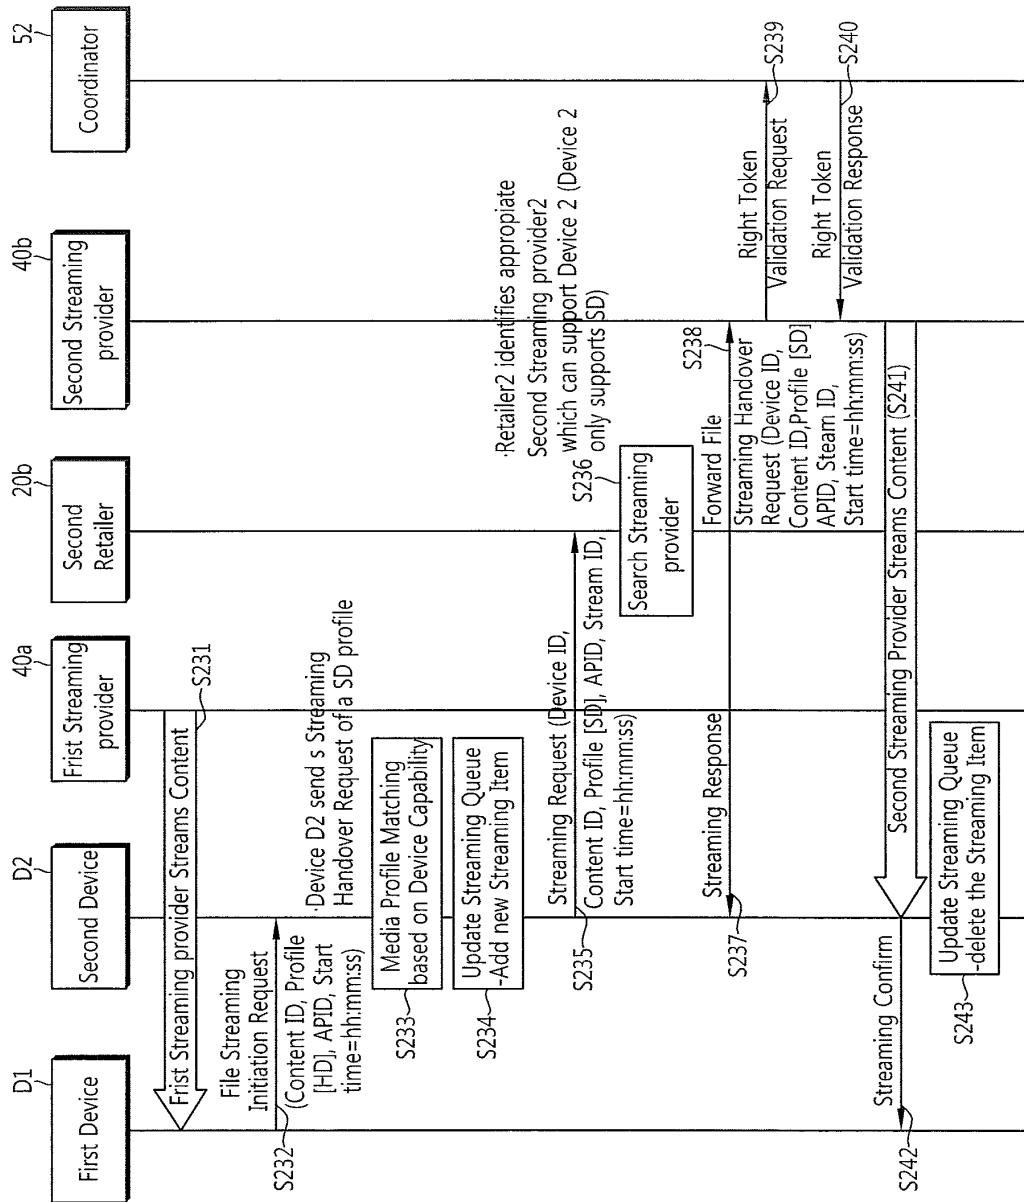 D1
First Device
D2
Second Device
40a
Frist Streaming
provider
20b
Second
Retailer
40b
Second Streaming
provider
52
Coordinator
Frist Streaming provider Streams Content
S231
File Streaming
Initiation Request
(Content ID, Profile
[HD], APID, Start
time=hh:mm:ss)
S232
·Device D2 send s Streaming
Handover Request of a SD profile
Media Profile Matching
based on Device Capability
S233
Update Streaming Queue
-Add new Streaming Item
S234
Streaming Request (Device ID,
Content ID, Profile [SD], APID, Stream ID,
Start time=hh:mm:ss)
S235
·Retailer2 identifies appropiate
Second Streaming provider2
which can support Device 2 (Device 2
only supports SD)
S236
Search Streaming
provider
Streaming Response
S237
Forward File
S238
Streaming Handover
Request (Device ID,
Content ID,Profile [SD]
APID, Steam ID,
Start time=hh:mm:ss)
Right Token
Validation Request
S239
Right Token
Validation Response
S240
Second Streaming Provider Streams Content (S241)
Streaming Confirm
S242
Update Streaming Queue
-delete the Streaming Item
S243